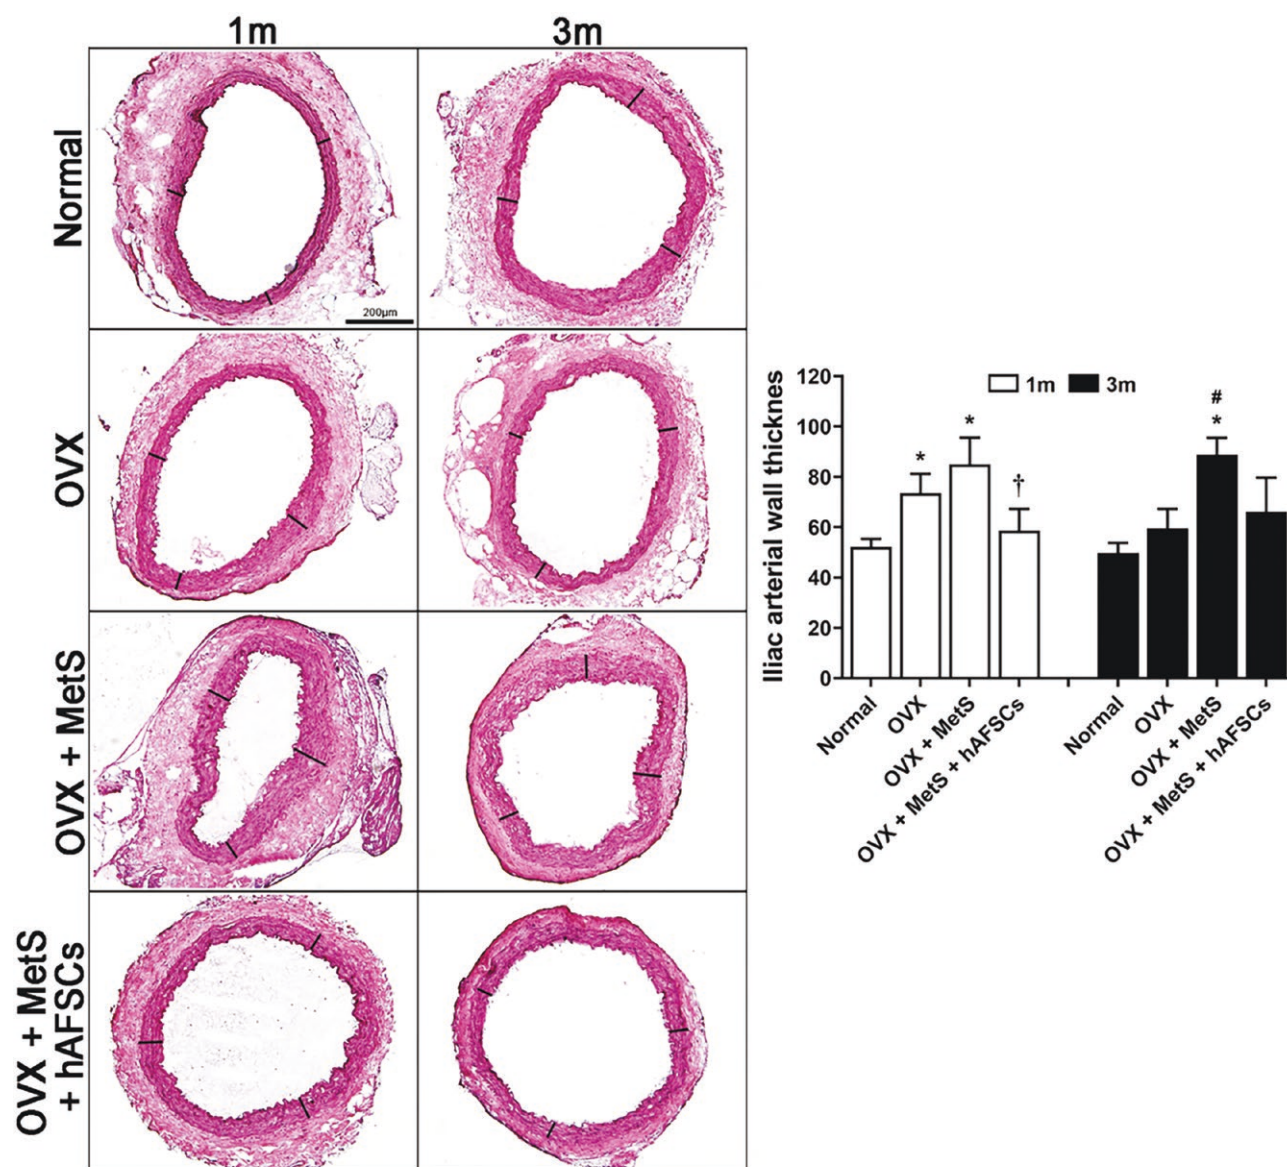 1m
3m
Normal
200µm
OVX
OVX + MetS
OVX + MetS
+ hAFSCs
Iliac arterial wall thicknes
120
100
80
60
40
20
0
1m
3m
*
*
†
#
*
Normal
OVX
OVX + MetS
OVX + MetS + hAFSCs
Normal
OVX
OVX + MetS
OVX + MetS + hAFSCs